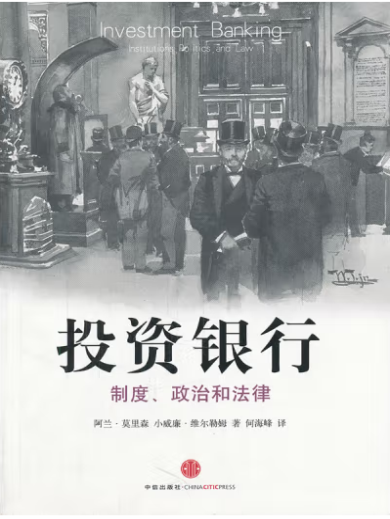 Investment Banking
Institutions, Politics and Law
投资银行
制度、政治和法律
阿兰·莫里森 小威廉·维尔勒姆 著 何海峰 译
中信出版社·CHINACITICPRESS